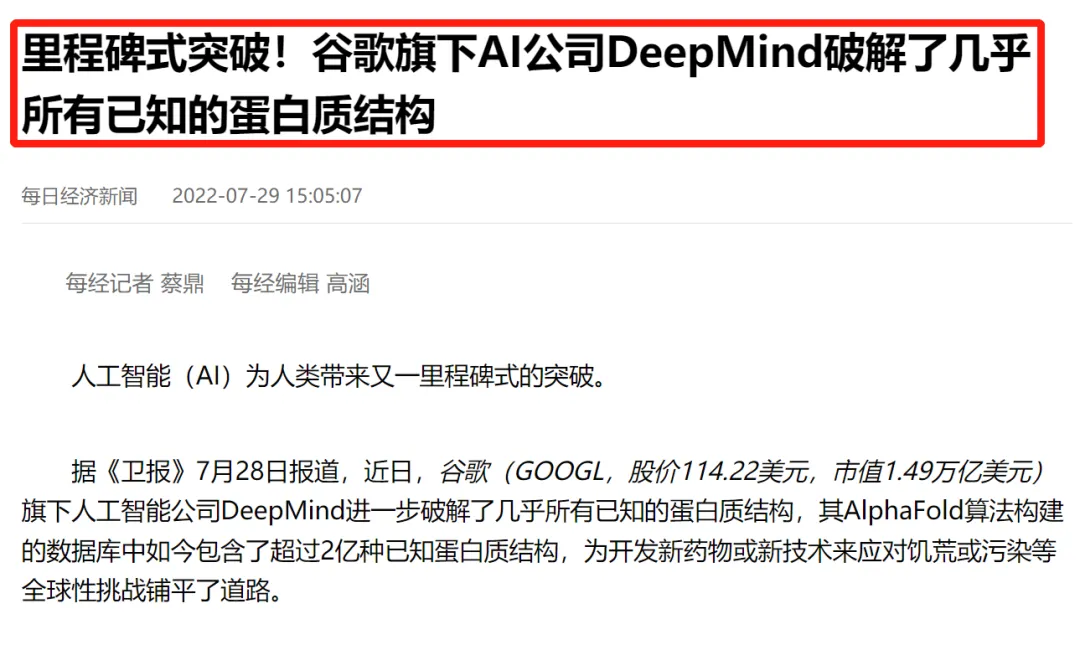 里程碑式突破！谷歌旗下AI公司DeepMind破解了几乎
所有已知的蛋白质结构
每日经济新闻 2022-07-29 15:05:07
每经记者 蔡鼎 每经编辑 高涵
人工智能（AI）为人类带来又一里程碑式的突破。
据《卫报》7月28日报道，近日，谷歌（GOOGL，股价114.22美元，市值1.49万亿美元）
旗下人工智能公司DeepMind进一步破解了几乎所有已知的蛋白质结构，其AlphaFold算法构建
的数据库中如今包含了超过2亿种已知蛋白质结构，为开发新药物或新技术来应对饥荒或污染等
全球性挑战铺平了道路。